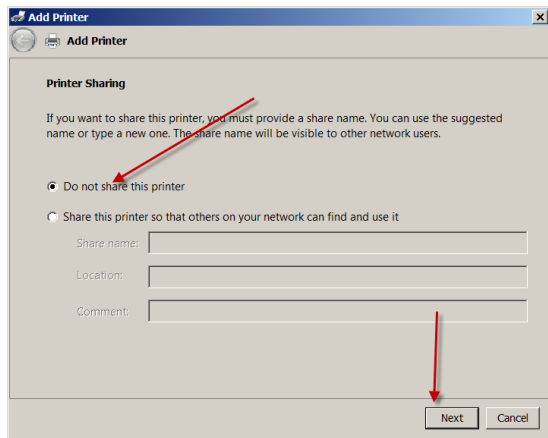 Add Printer
Add Printer
Printer Sharing
If you want to share this printer, you must provide a share name. You can use the suggested
name or type a new one. The share name will be visible to other network users.
Do not share this printer
Share this printer so that others on your network can find and use it
Share name:
Location:
Comment:
Next Cancel